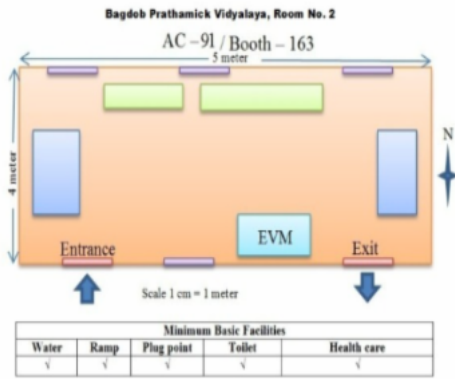 Bagdob Prathamick Vidyalaya, Room No. 2
AC –91 / Booth – 163
5 meter
4 meter
N
EVM
Entrance
Exit
Scale 1 cm = 1 meter
Minimum Basic Facilities
Water Ramp Plug point Toilet Health care
√ √ √ √ √